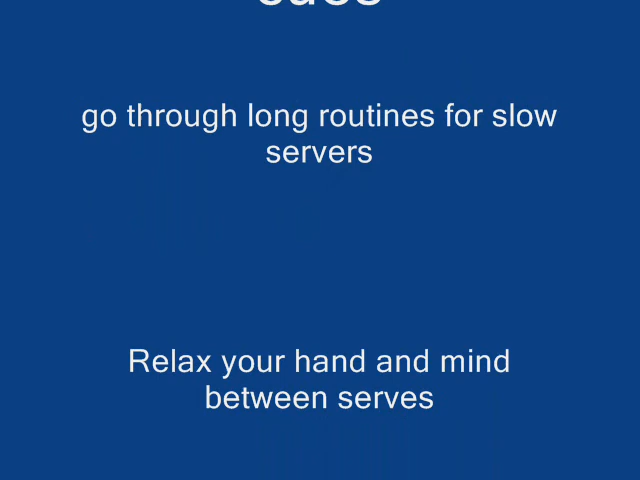 go through long routines for slow
servers
Relax your hand and mind
between serves